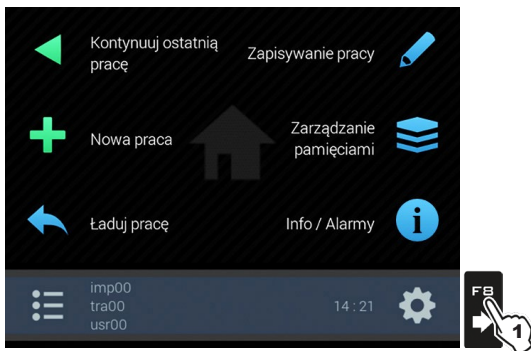 Kontynuuj ostatnią
pracę
Zapisywanie pracy
Nowa praca
Zarządzanie
pamięciami
Ładuj pracę
Info / Alarmy
imp00
tra00
usr00
14 : 21
F8
1